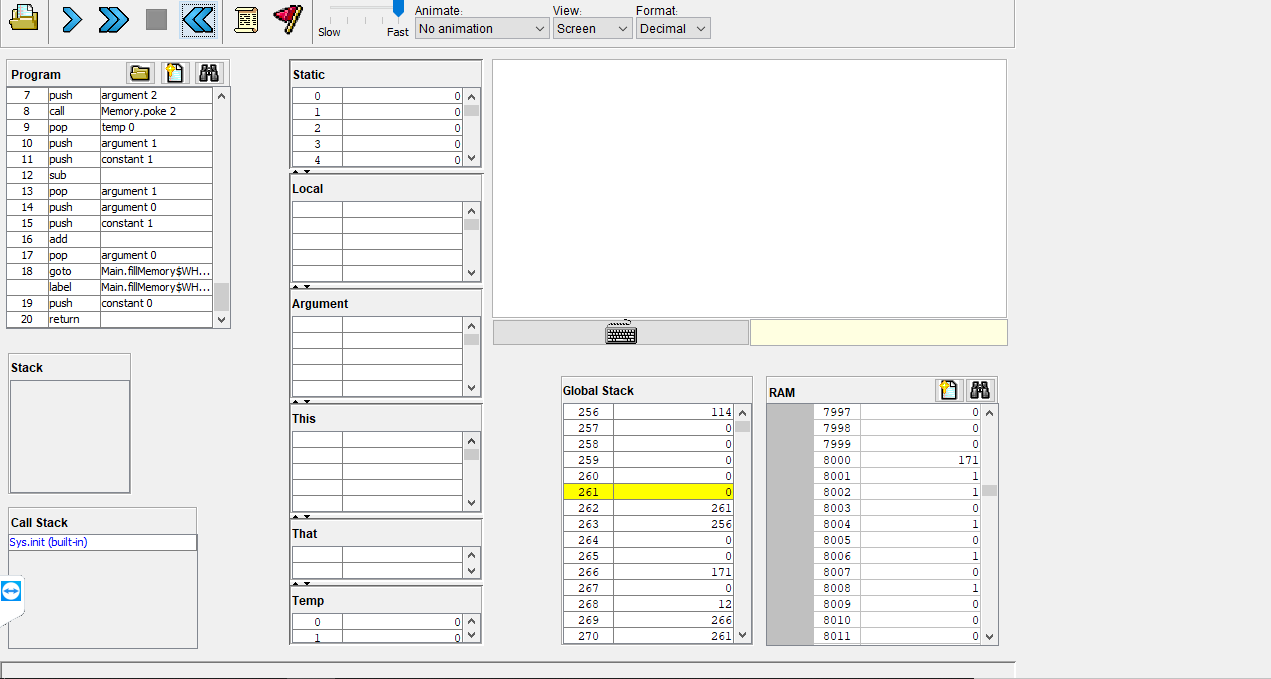 Animate: View: Format:
Slow Fast No animation Screen Decimal
Program
7 push argument 2
8 call Memory.poke 2
9 pop temp 0
10 push argument 1
11 push constant 1
12 sub
13 pop argument 1
14 push argument 0
15 push constant 1
16 add
17 pop argument 0
18 goto Main.fillMemory$WH...
label Main.fillMemory$WH...
19 push constant 0
20 return
Stack
Call Stack
Sys.init (built-in)
Static
0 0
1 0
2 0
3 0
4 0
Local
Argument
This
That
Temp
0 0
1 0
Global Stack
256 114
257 0
258 0
259 0
260 0
261 0
262 261
263 256
264 0
265 0
266 171
267 0
268 12
269 266
270 261
RAM
7997 0
7998 0
7999 0
8000 171
8001 1
8002 1
8003 0
8004 1
8005 0
8006 1
8007 0
8008 1
8009 0
8010 0
8011 0